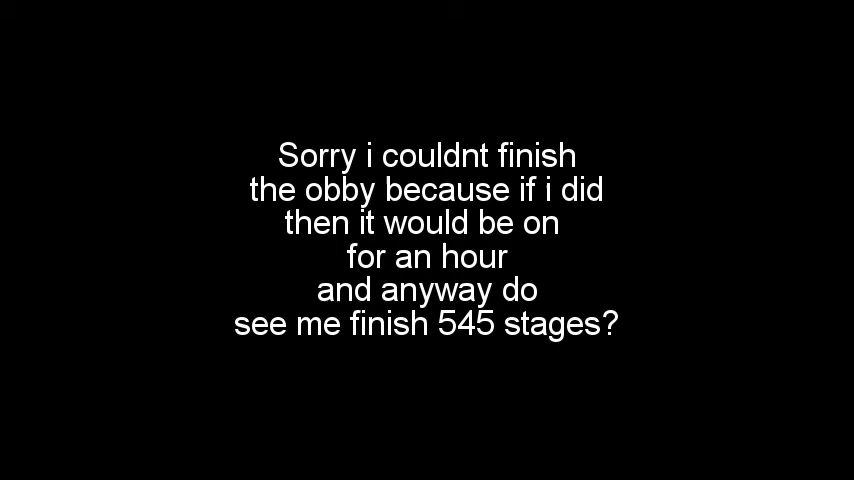 Sorry i couldnt finish
the obby because if i did
then it would be on
for an hour
and anyway do
see me finish 545 stages?